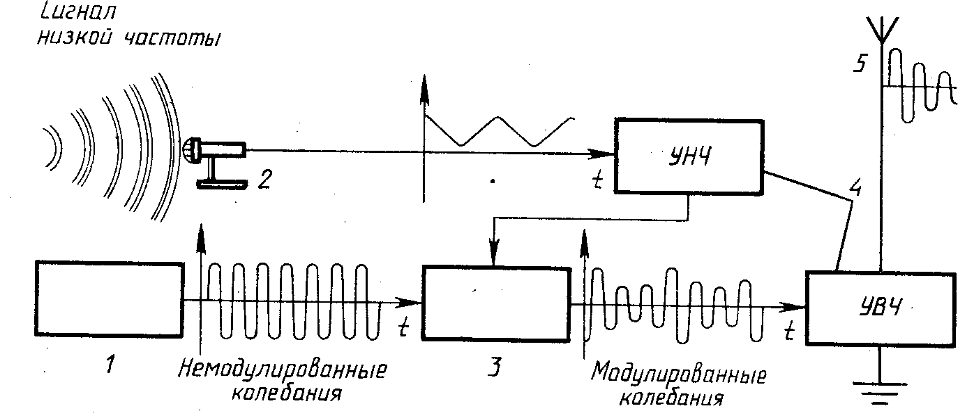 Сигнал
низкой частоты
5
УНЧ
2
t
4
УВЧ
t
t
1
Немодулированные
колебания
3
Модулированные
колебания